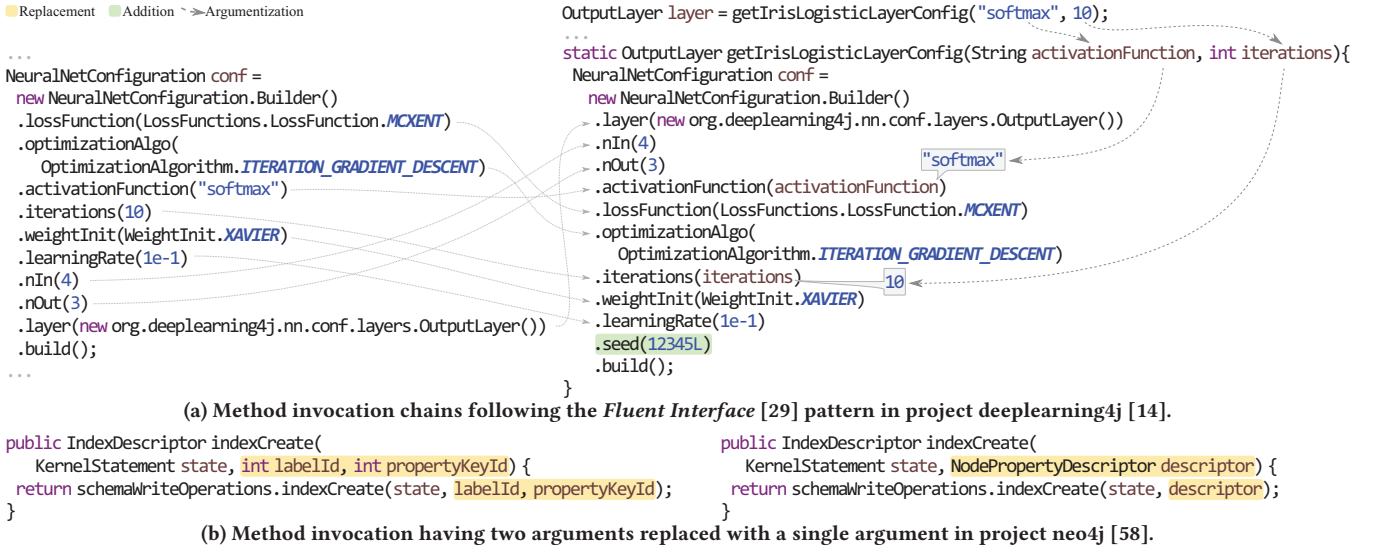 Replacement Addition Argumentization
...
NeuralNetConfiguration conf =
new NeuralNetConfiguration.Builder()
.lossFunction(LossFunctions.LossFunction.MCXENT)
.optimizationAlgo(
OptimizationAlgorithm.ITERATION_GRADIENT_DESCENT)
.activationFunction("softmax")
.iterations(10)
.weightInit(WeightInit.XAVIER)
.learningRate(1e-1)
.nIn(4)
.nOut(3)
.layer(new org.deeplearning4j.nn.conf.layers.OutputLayer())
.build();
...
OutputLayer layer = getIrisLogisticLayerConfig("softmax", 10);
...
static OutputLayer getIrisLogisticLayerConfig(String activationFunction, int iterations){
NeuralNetConfiguration conf =
new NeuralNetConfiguration.Builder()
.layer(new org.deeplearning4j.nn.conf.layers.OutputLayer())
.nIn(4)
.nOut(3)
"softmax"
.activationFunction(activationFunction)
.lossFunction(LossFunctions.LossFunction.MCXENT)
.optimizationAlgo(
OptimizationAlgorithm.ITERATION_GRADIENT_DESCENT)
.iterations(iterations) 10
.weightInit(WeightInit.XAVIER)
.learningRate(1e-1)
.seed(12345L)
.build();
}
(a) Method invocation chains following the Fluent Interface [29] pattern in project deeplearning4j [14].
public IndexDescriptor indexCreate(
KernelStatement state, int labelId, int propertyKeyId) {
return schemaWriteOperations.indexCreate(state, labelId, propertyKeyId);
}
public IndexDescriptor indexCreate(
KernelStatement state, NodePropertyDescriptor descriptor) {
return schemaWriteOperations.indexCreate(state, descriptor);
}
(b) Method invocation having two arguments replaced with a single argument in project neo4j [58].